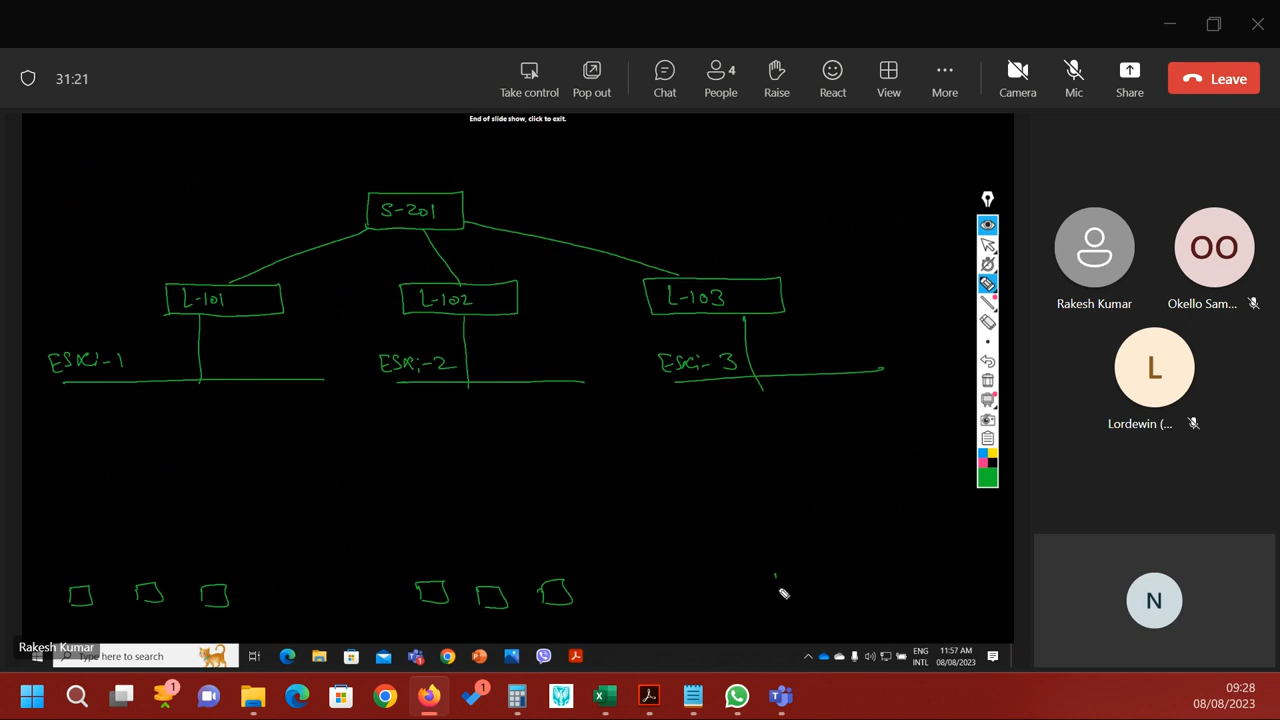 31:21
Take control
Pop out
Chat
4
People
Raise
React
View
More
Camera
Mic
Share
Leave
End of slide show, click to exit.
S-201
L-101
L-102
L-103
ESXi-1
ESXi-2
ESXi-3
Rakesh Kumar
OO
Okello Sam...
L
Lordewin (...
N
Rakesh Kumar
Type here to search
1
ENG
INTL
11:57 AM
08/08/2023
1
1
09:28
08/08/2023